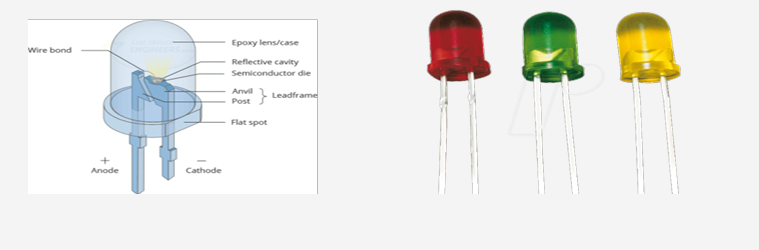 Wire bond
Epoxy lens/case
Reflective cavity
Semiconductor die
Anvil
Post
Leadframe
Flat spot
+
Anode
−
Cathode